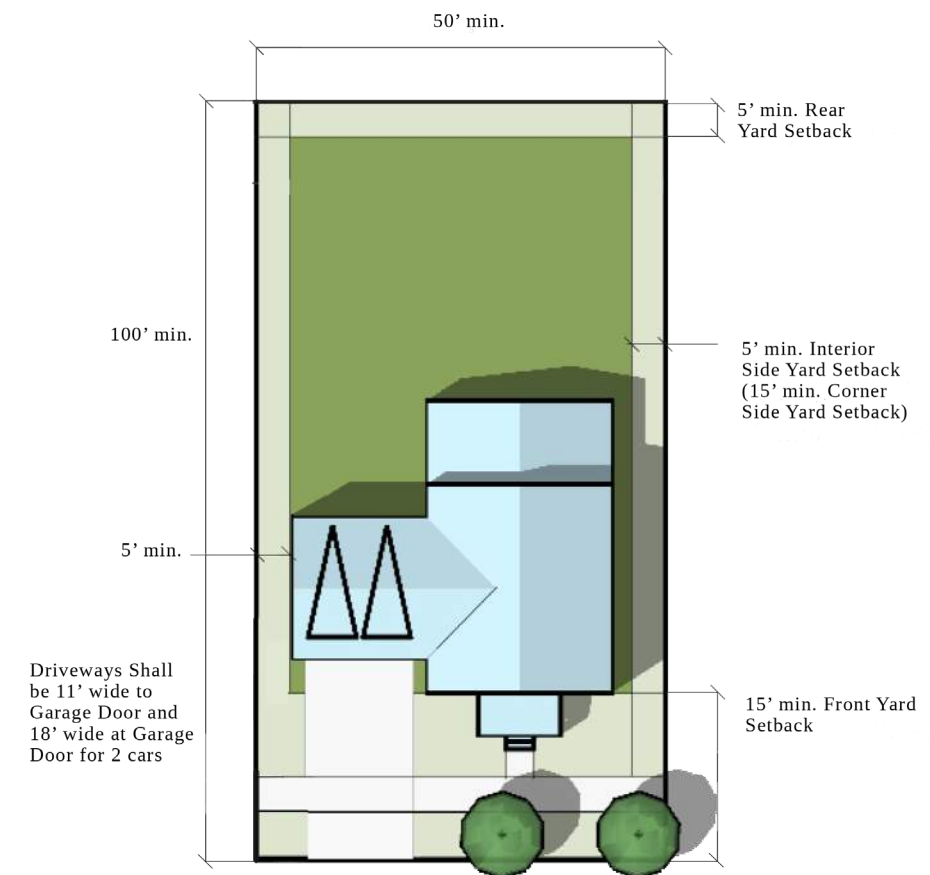 50’ min.
5’ min. Rear
Yard Setback
100’ min.
5’ min. Interior
Side Yard Setback
(15’ min. Corner
Side Yard Setback)
5’ min.
Driveways Shall
be 11’ wide to
Garage Door and
18’ wide at Garage
Door for 2 cars
15’ min. Front Yard
Setback